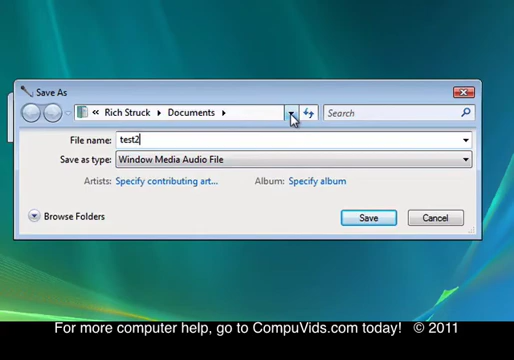 Save As
« Rich Struck ▸ Documents ▸ Search
File name: test2
Save as type: Window Media Audio File
Artists: Specify contributing art... Album: Specify album
Browse Folders Save Cancel
For more computer help, go to CompuVids.com today! © 2011